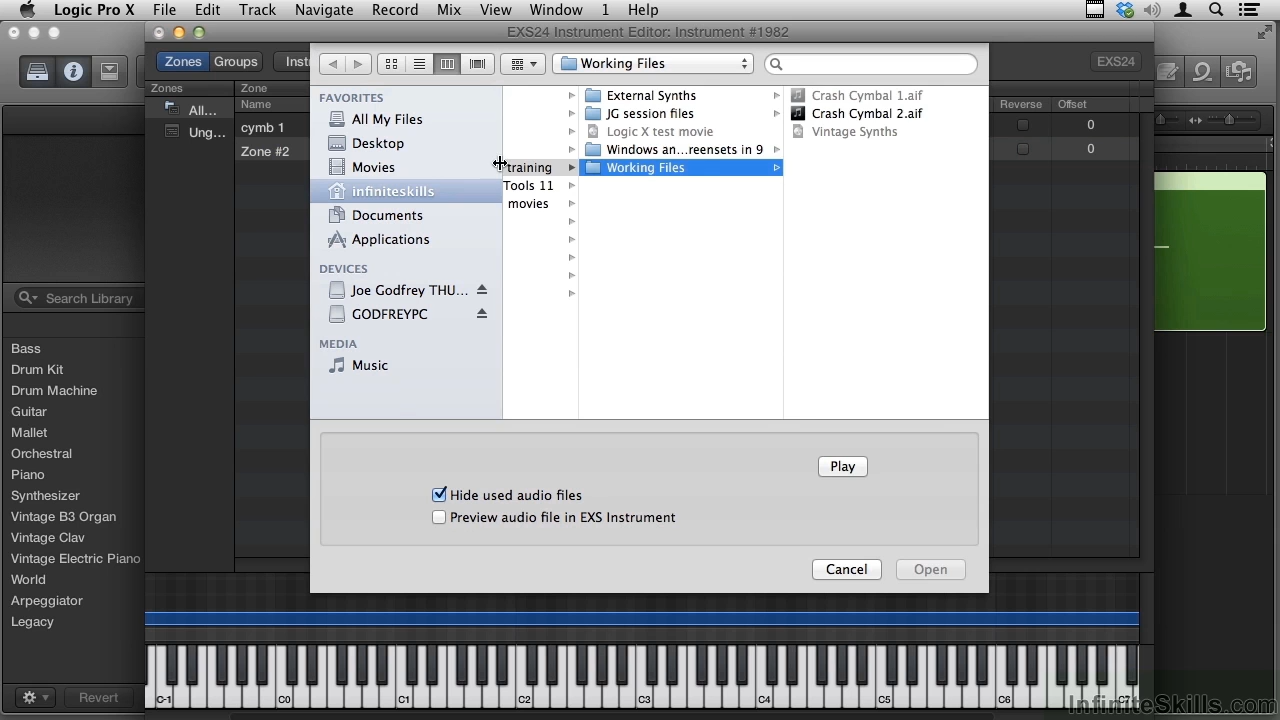 Logic Pro X File Edit Track Navigate Record Mix View Window 1 Help
EXS24 Instrument Editor: Instrument #1982
Zones Groups Inst EXS24
Working Files
Zones Zone Reverse Offset
Name
All...
Ung...
cymb 1 0
Zone #2 0
FAVORITES
All My Files
Desktop
Movies
infiniteskills
Documents
Applications
DEVICES
Joe Godfrey THU...
GODFREYPC
MEDIA
Music
training
Tools 11
movies
External Synths
JG session files
Logic X test movie
Windows an...reensets in 9
Working Files
Crash Cymbal 1.aif
Crash Cymbal 2.aif
Vintage Synths
Search Library
Bass
Drum Kit
Drum Machine
Guitar
Mallet
Orchestral
Piano
Synthesizer
Vintage B3 Organ
Vintage Clav
Vintage Electric Piano
World
Arpeggiator
Legacy
Play
Hide used audio files
Preview audio file in EXS Instrument
Cancel Open
Revert
C-1 C0 C1 C2 C3 C4 C5 C6 C7
InfiniteSkills.com